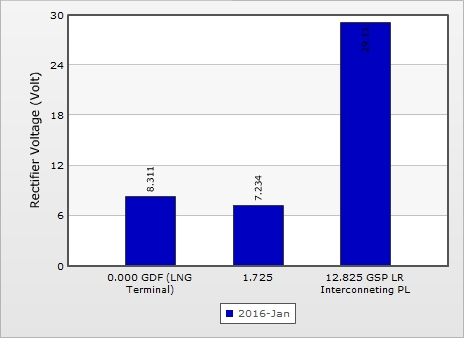 30
24
18
12
6
0
Rectifier Voltage (Volt)
8.311
7.234
0.000 GDF (LNG
Terminal)
1.725
12.825 GSP LR
Interconneting PL
2016-Jan